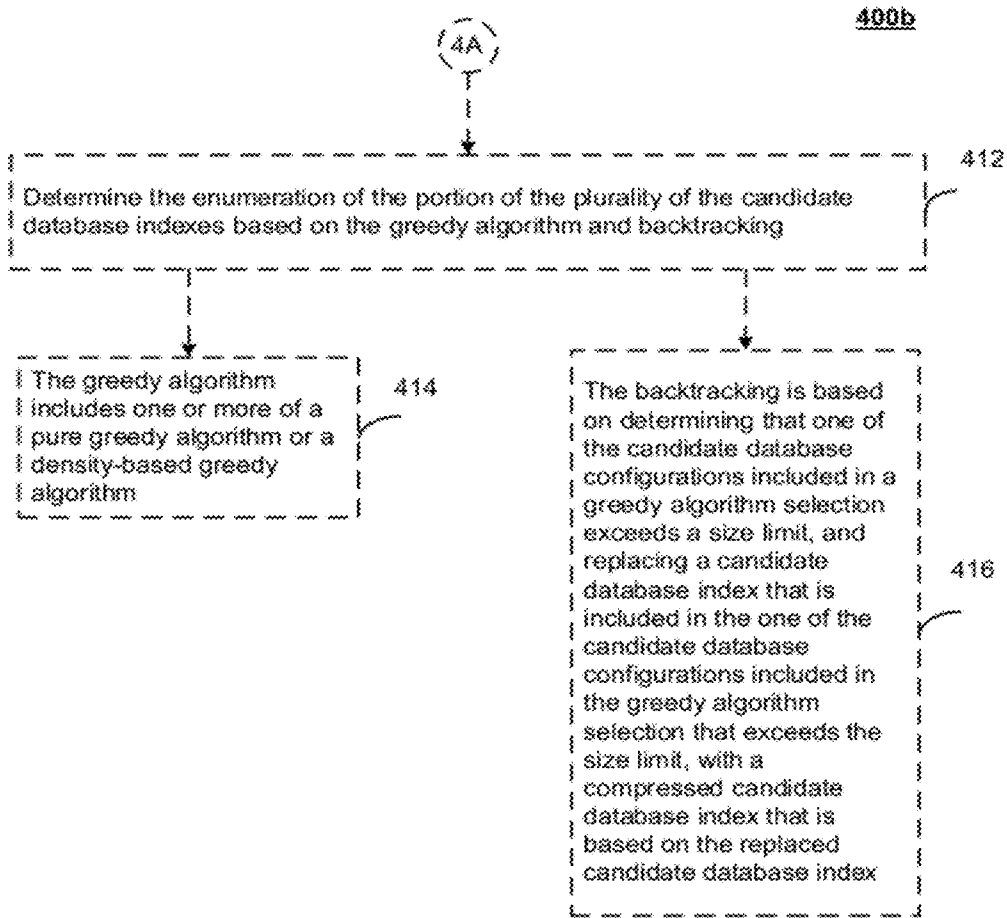 400b
4A
412
Determine the enumeration of the portion of the plurality of the candidate
database indexes based on the greedy algorithm and backtracking
The greedy algorithm
includes one or more of a
pure greedy algorithm or a
density-based greedy
algorithm
414
The backtracking is based
on determining that one of
the candidate database
configurations included in a
greedy algorithm selection
exceeds a size limit, and
replacing a candidate
database index that is
included in the one of the
candidate database
configurations included in
the greedy algorithm
selection that exceeds the
size limit, with a
compressed candidate
database index that is
based on the replaced
candidate database index
416